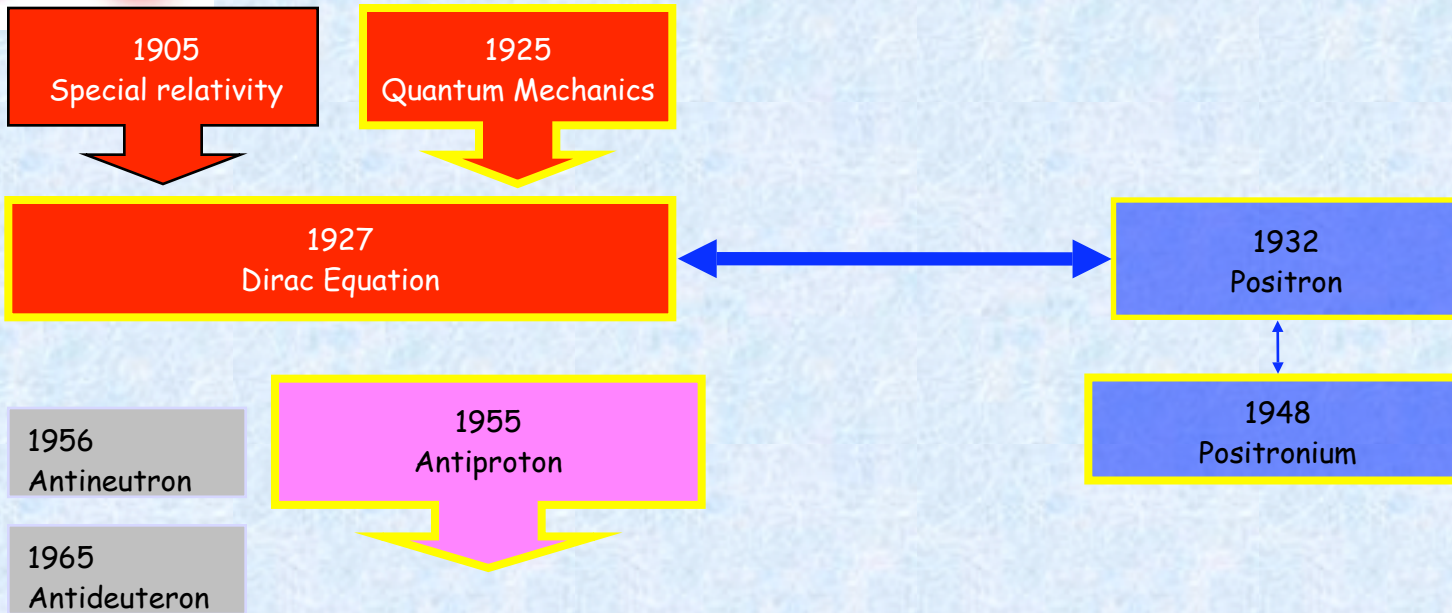 1905
Special relativity
1925
Quantum Mechanics
1927
Dirac Equation
1932
Positron
1948
Positronium
1955
Antiproton
1956
Antineutron
1965
Antideuteron